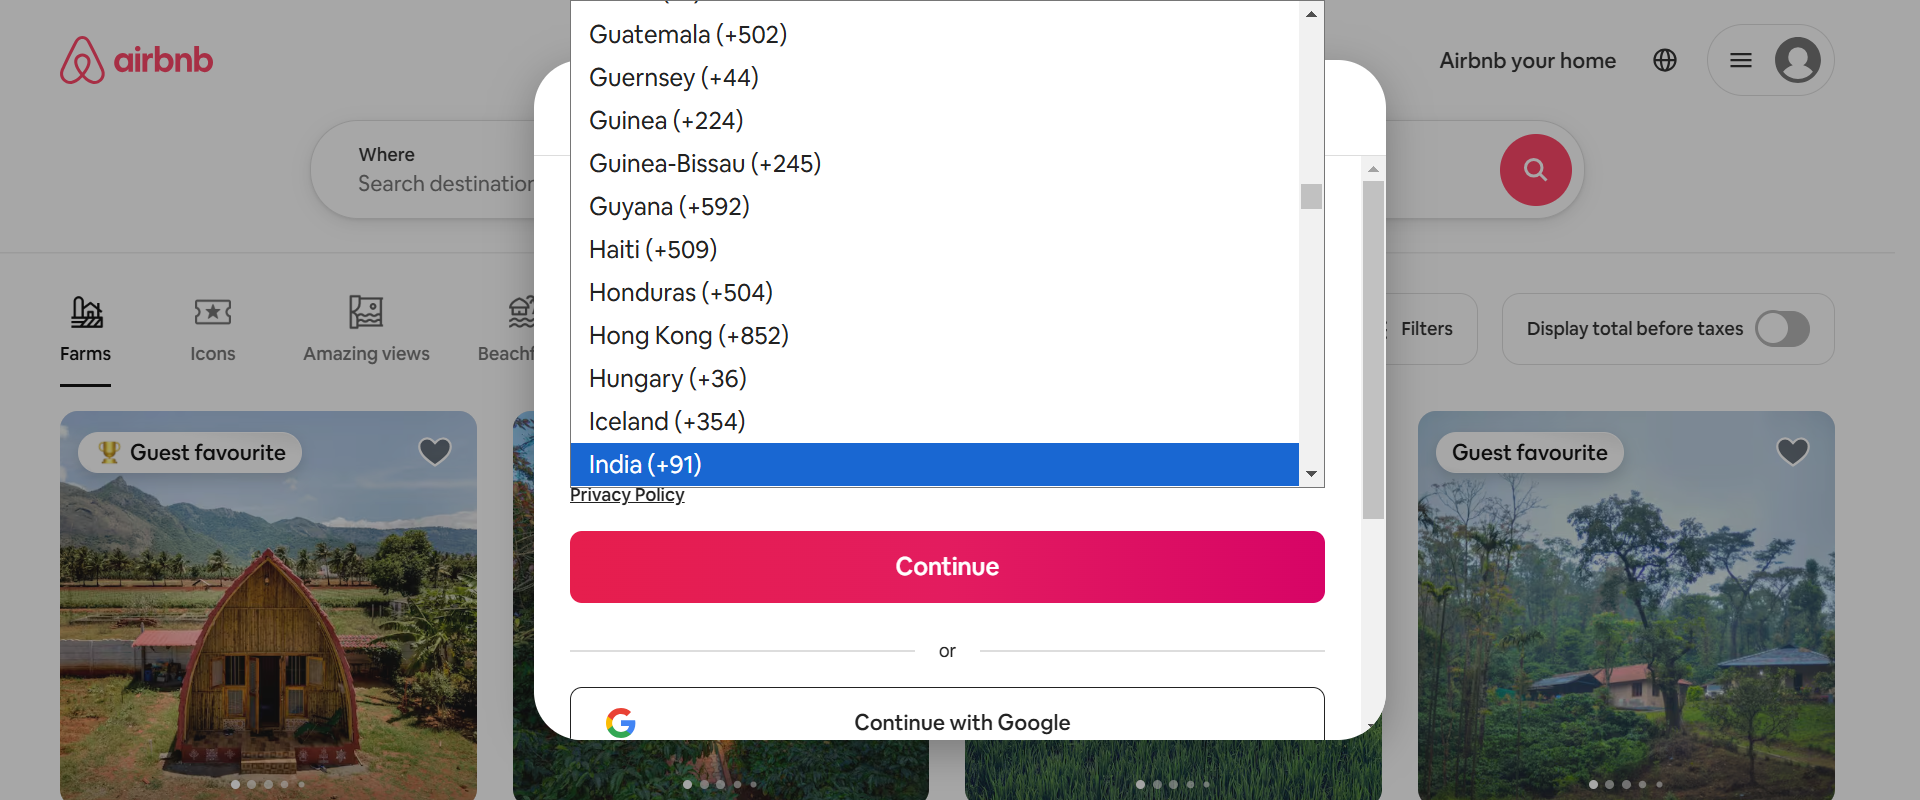 airbnb
Airbnb your home
Where
Search destination
Guatemala (+502)
Guernsey (+44)
Guinea (+224)
Guinea-Bissau (+245)
Guyana (+592)
Haiti (+509)
Honduras (+504)
Hong Kong (+852)
Hungary (+36)
Iceland (+354)
India (+91)
Privacy Policy
Continue
or
Continue with Google
Farms
Icons
Amazing views
Beachf
Filters
Display total before taxes
Guest favourite
Guest favourite